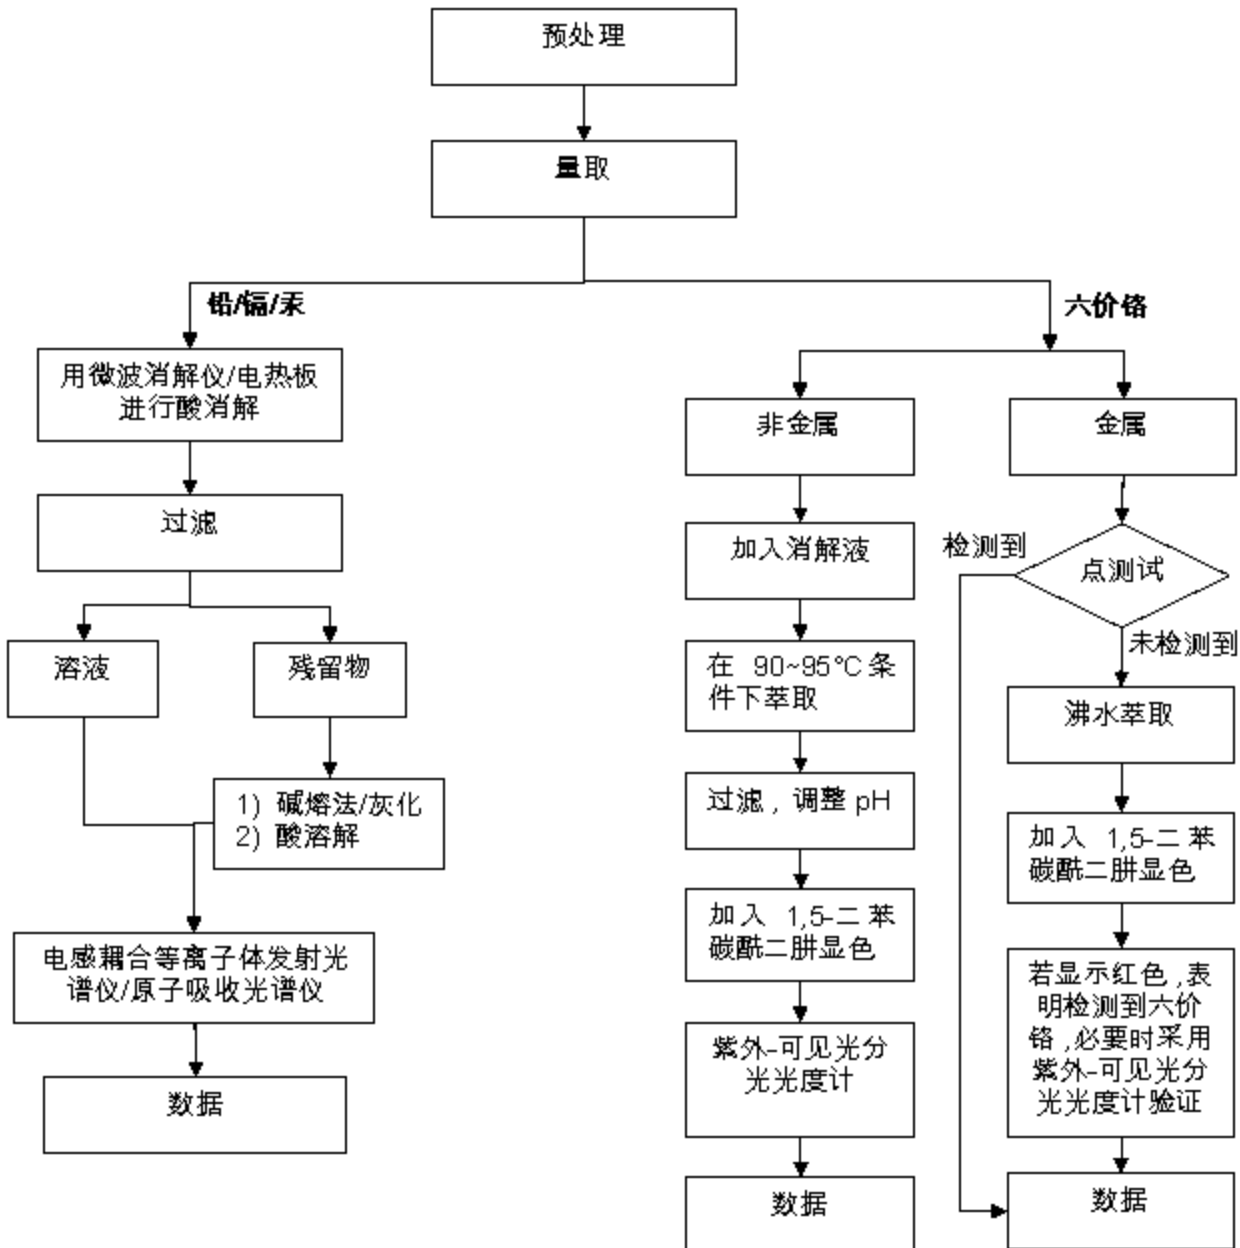 预处理
量取
铅/镉/汞
用微波消解仪/电热板
进行酸消解
过滤
溶液
残留物
1) 碱熔法/灰化
2) 酸溶解
电感耦合等离子体发射光
谱仪/原子吸收光谱仪
数据
六价铬
非金属
加入消解液
在 90~95°C 条
件下萃取
过滤，调整 pH
加入 1,5-二苯
碳酰二肼显色
紫外-可见光分
光光度计
数据
金属
点测试
检测到
未检测到
沸水萃取
加入 1,5-二苯
碳酰二肼显色
若显示红色,表
明检测到六价
铬,必要时采用
紫外-可见光分
光光度计验证
数据